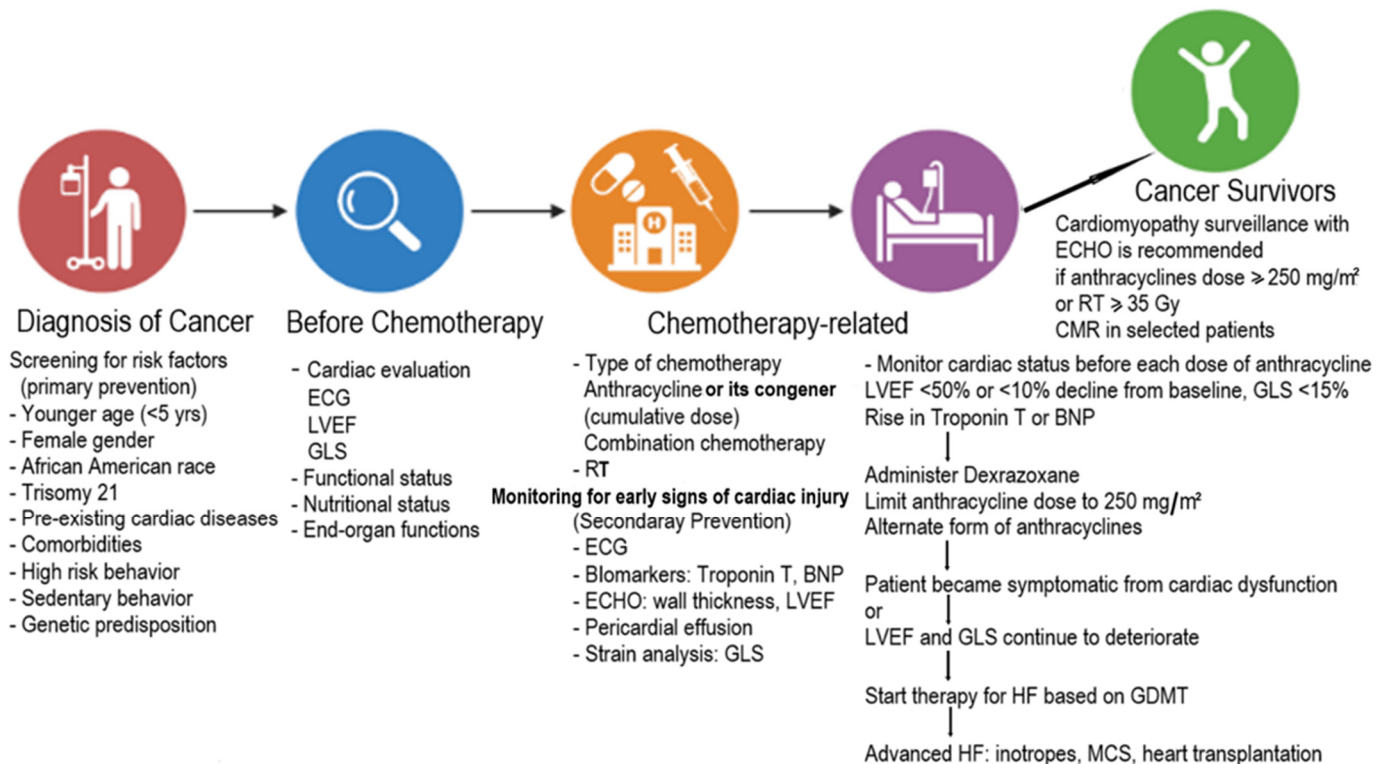 Cancer Survivors
Cardiomyopathy surveillance with
ECHO is recommended
if anthracyclines dose ⩾ 250 mg/m²
or RT ⩾ 35 Gy
CMR in selected patients
Diagnosis of Cancer
Screening for risk factors
(primary prevention)
- Younger age (<5 yrs)
- Female gender
- African American race
- Trisomy 21
- Pre-existing cardiac diseases
- Comorbidities
- High risk behavior
- Sedentary behavior
- Genetic predisposition
Before Chemotherapy
- Cardiac evaluation
ECG
LVEF
GLS
- Functional status
- Nutritional status
- End-organ functions
H
Chemotherapy-related
- Type of chemotherapy
Anthracycline or its congener
(cumulative dose)
Combination chemotherapy
- RT
Monitoring for early signs of cardiac injury
(Secondaray Prevention)
- ECG
- Biomarkers: Troponin T, BNP
- ECHO: wall thickness, LVEF
- Pericardial effusion
- Strain analysis: GLS
- Monitor cardiac status before each dose of anthracycline
LVEF <50% or <10% decline from baseline, GLS <15%
Rise in Troponin T or BNP
Administer Dexrazoxane
Limit anthracycline dose to 250 mg/m²
Alternate form of anthracyclines
Patient became symptomatic from cardiac dysfunction
or
LVEF and GLS continue to deteriorate
Start therapy for HF based on GDMT
Advanced HF: inotropes, MCS, heart transplantation